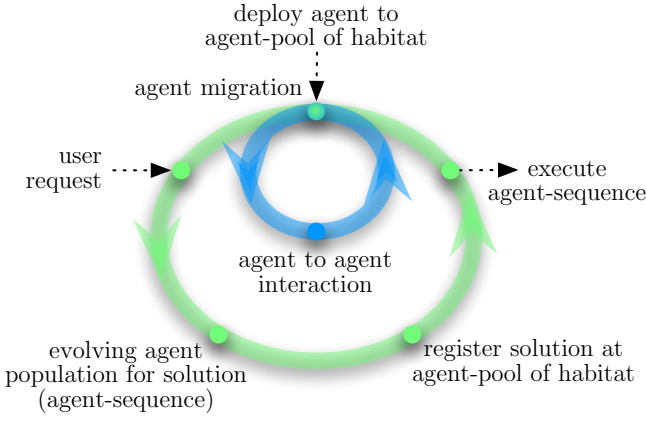 deploy agent to
agent-pool of habitat
agent migration
user
request
execute
agent-sequence
agent to agent
interaction
evolving agent
population for solution
(agent-sequence)
register solution at
agent-pool of habitat